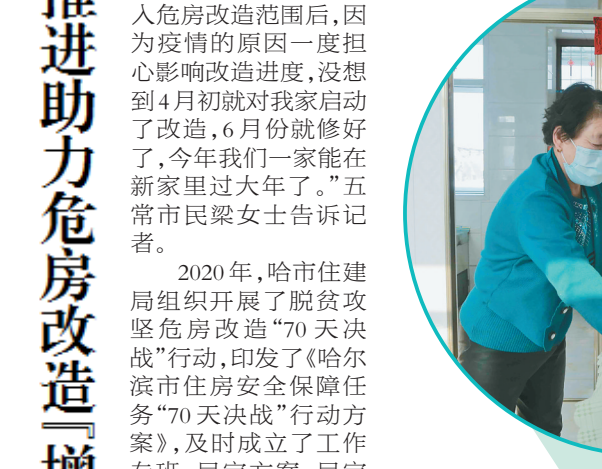 推进助力危房改造『增
入危房改造范围后,因
为疫情的原因一度担
心影响改造进度,没想
到4月初就对我家启动
了改造,6月份就修好
了,今年我们一家能在
新家里过大年了。”五
常市民梁女士告诉记
者。
2020年,哈市住建
局组织开展了脱贫攻
坚危房改造“70天决
战”行动,印发了《哈尔
滨市住房安全保障任
务“70天决战”行动方
案》,及时成立了工作